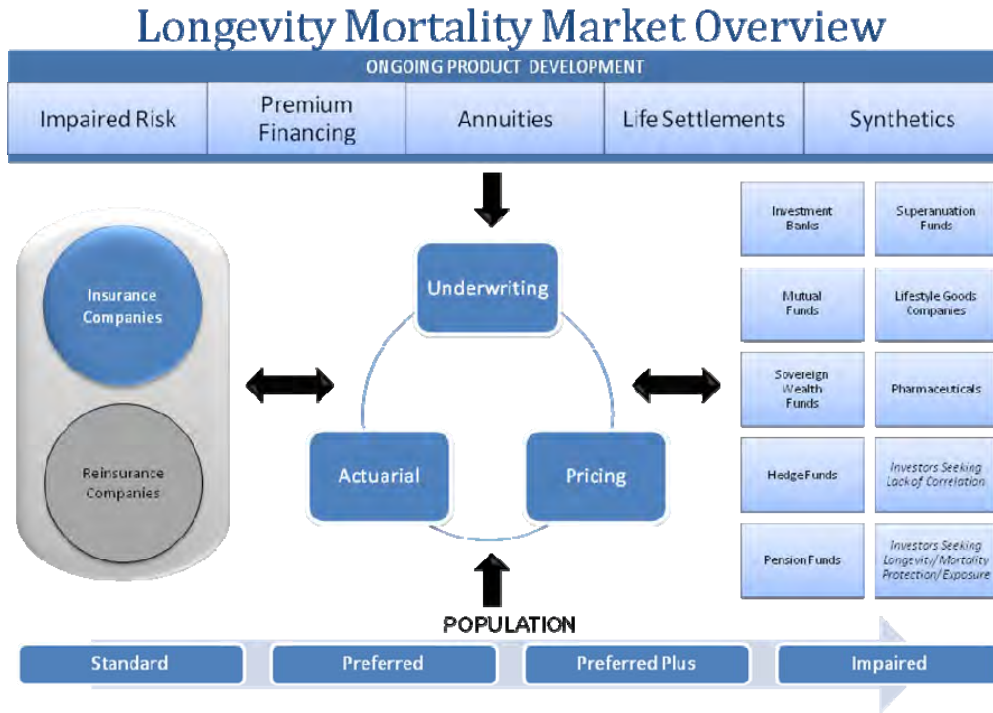 Longevity Mortality Market Overview
ONGOING PRODUCT DEVELOPMENT
Impaired Risk
Premium
Financing
Annuities
Life Settlements
Synthetics
Insurance
Companies
Reinsurance
Companies
Underwriting
Actuarial
Pricing
Investment
Banks
Superanuation
Funds
Mutual
Funds
Lifestyle Goods
Companies
Sovereign
Wealth
Funds
Pharmaceuticals
Hedge Funds
Investors Seeking
Lack of Correlation
Pension Funds
Investors Seeking
Longevity/Mortality
Protection/Exposure
POPULATION
Standard
Preferred
Preferred Plus
Impaired